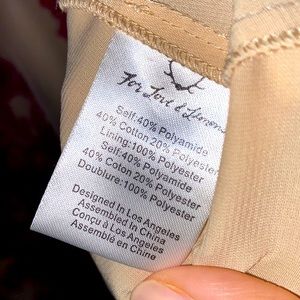 For Love & Lemons
Self:40% Polyamide
40% Cotton 20% Polyester
Lining:100% Polyester
Self:40% Polyamide
40% Coton 20% Polyester
Doublure:100% Polyester
Designed In Los Angeles
Assembled In China
Conçu à Los Angeles
Assemblé en Chine